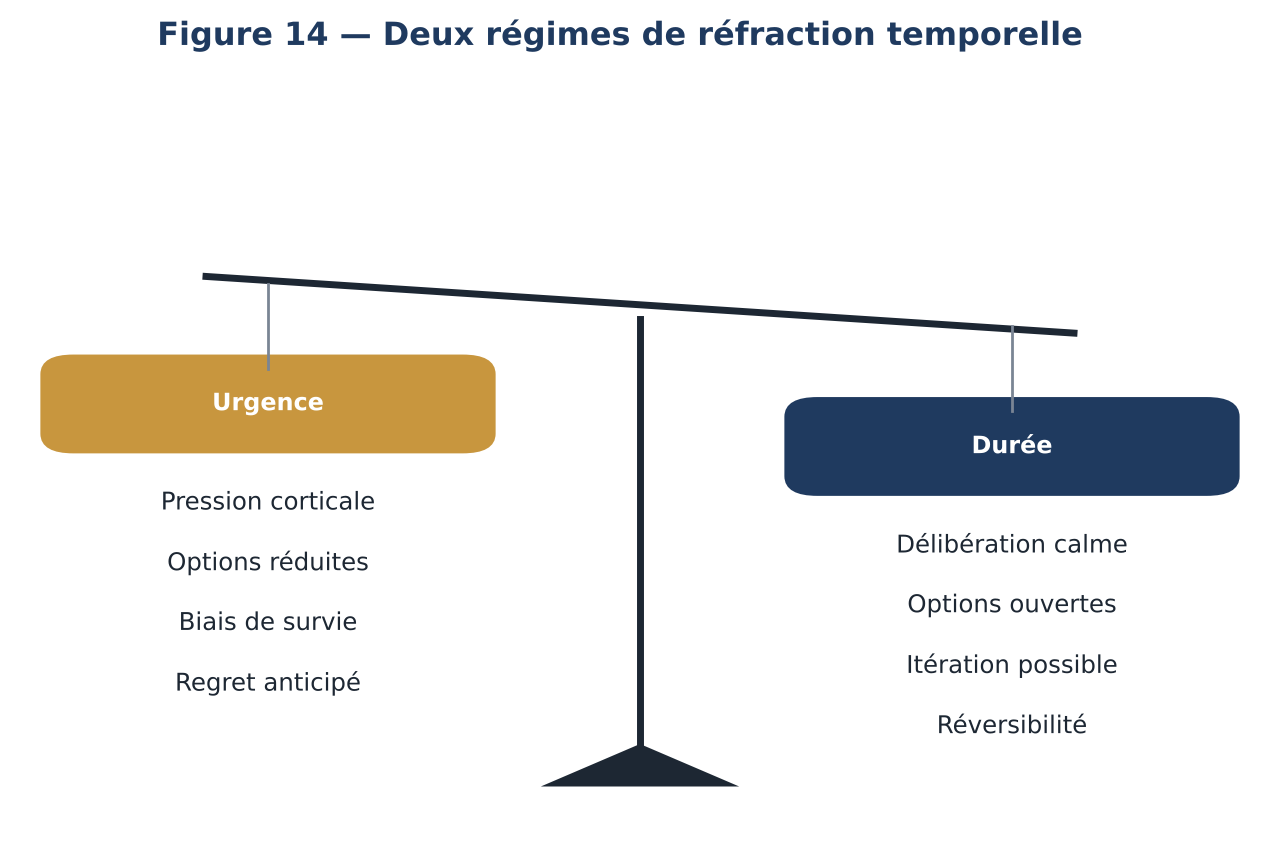 Figure 14 — Deux régimes de réfraction temporelle
Urgence
Pression corticale
Options réduites
Biais de survie
Regret anticipé
Durée
Délibération calme
Options ouvertes
Itération possible
Réversibilité